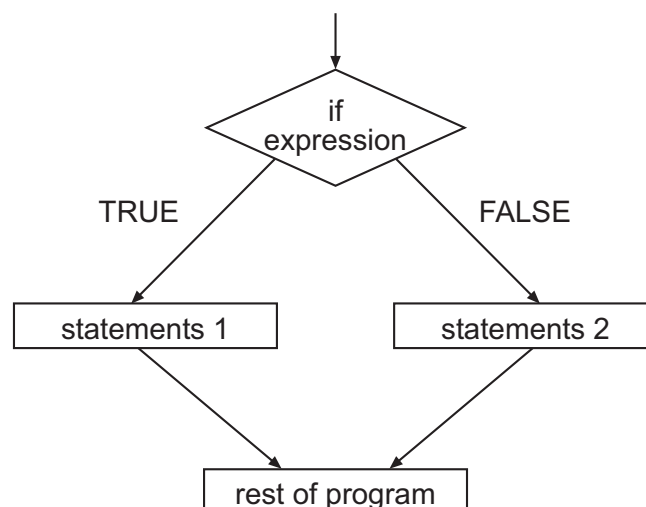 if
expression
TRUE
FALSE
statements 1
statements 2
rest of program